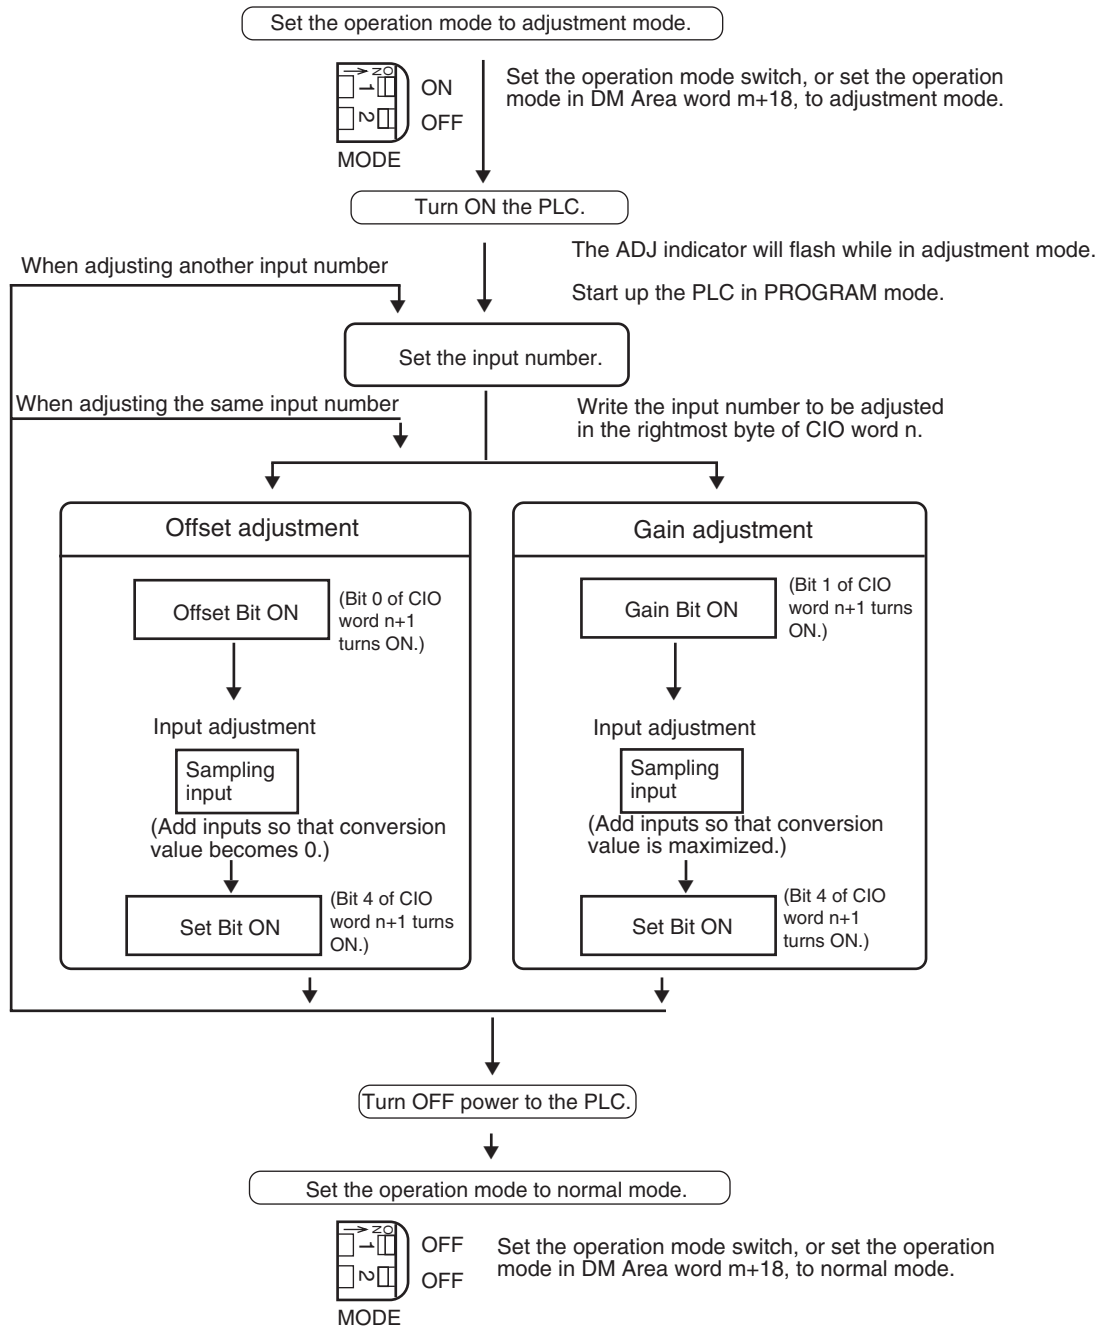 Set the operation mode to adjustment mode.
ON
1
2
ON
OFF
MODE
Set the operation mode switch, or set the operation
mode in DM Area word m+18, to adjustment mode.
Turn ON the PLC.
The ADJ indicator will flash while in adjustment mode.
Start up the PLC in PROGRAM mode.
When adjusting another input number
Set the input number.
When adjusting the same input number
Write the input number to be adjusted
in the rightmost byte of CIO word n.
Offset adjustment
Offset Bit ON
(Bit 0 of CIO
word n+1
turns ON.)
Input adjustment
Sampling
input
(Add inputs so that conversion
value becomes 0.)
Set Bit ON
(Bit 4 of CIO
word n+1 turns
ON.)
Gain adjustment
Gain Bit ON
(Bit 1 of CIO
word n+1 turns
ON.)
Input adjustment
Sampling
input
(Add inputs so that conversion
value is maximized.)
Set Bit ON
(Bit 4 of CIO
word n+1
turns ON.)
Turn OFF power to the PLC.
Set the operation mode to normal mode.
ON
1
2
OFF
OFF
MODE
Set the operation mode switch, or set the operation
mode in DM Area word m+18, to normal mode.